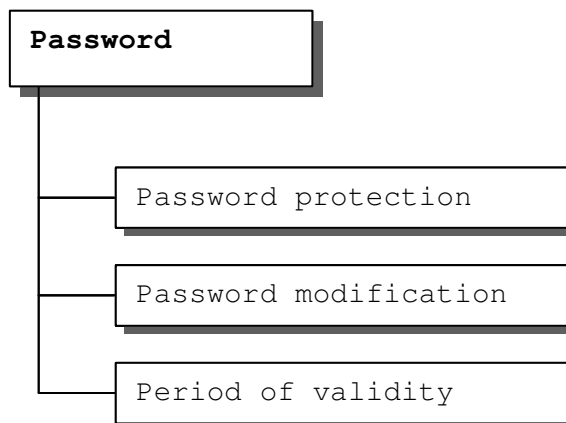 Password
Password protection
Password modification
Period of validity